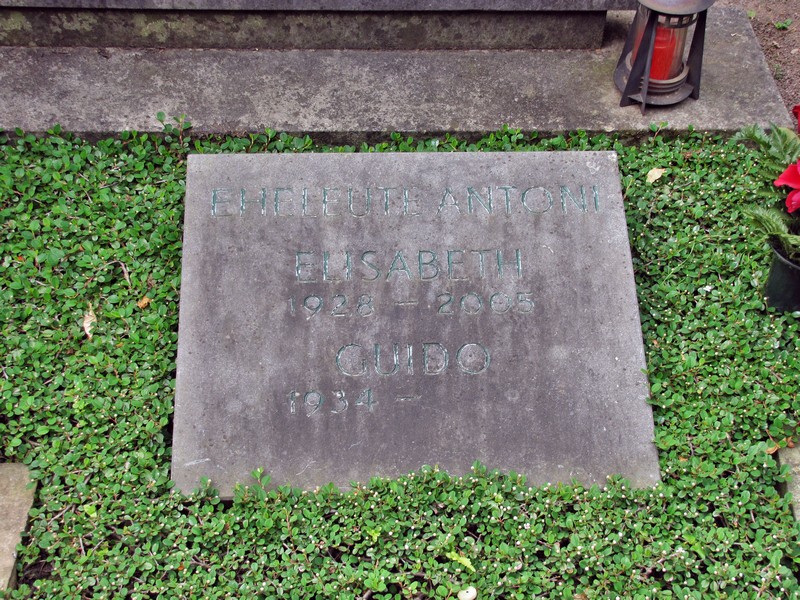 EHELEUTE ANTONI
ELISABETH
1928 – 2005
GUIDO
1934 –